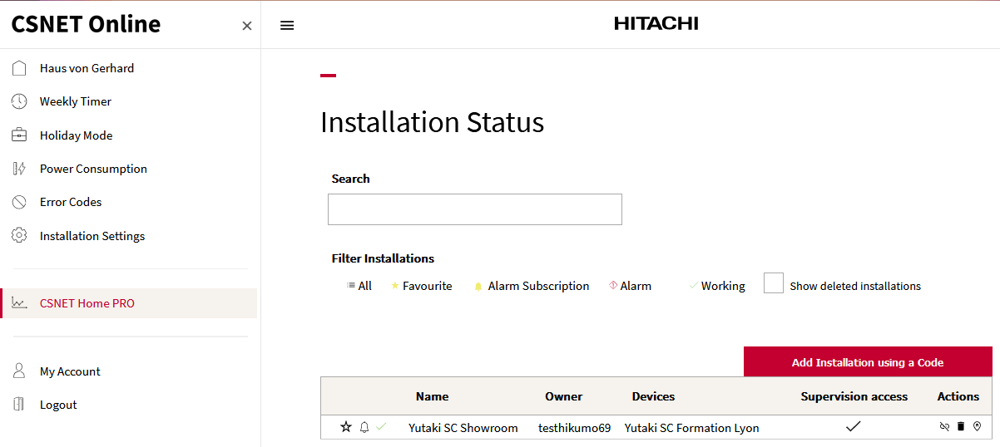 CSNET Online
HITACHI
Haus von Gerhard
Weekly Timer
Holiday Mode
Power Consumption
Error Codes
Installation Settings
CSNET Home PRO
My Account
Logout
Installation Status
Search
Filter Installations
All Favourite Alarm Subscription Alarm Working Show deleted installations
Add Installation using a Code
Name Owner Devices Supervision access Actions
Yutaki SC Showroom testhikumo69 Yutaki SC Formation Lyon